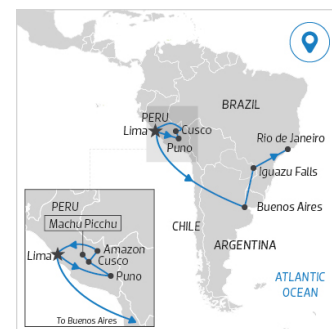 BRAZIL
PERU
Lima
Cusco
Puno
Rio de Janeiro
Iguazu Falls
Buenos Aires
CHILE
ARGENTINA
ATLANTIC
OCEAN
PERU
Machu Picchu
Amazon
Lima
Cusco
Puno
To Buenos Aires